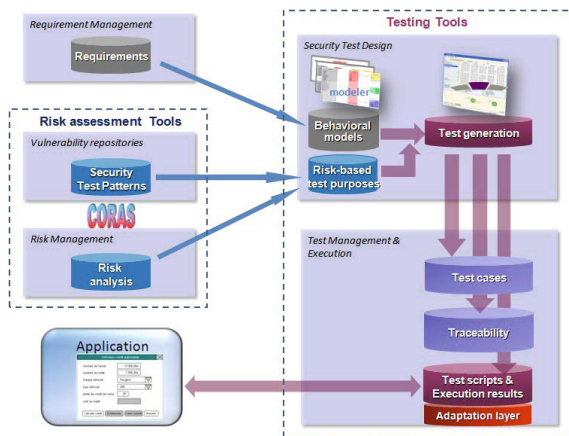 Requirement Management
Requirements
Risk assessment Tools
Vulnerability repositories
Security
Test Patterns
CORAS
Risk Management
Risk
analysis
Testing Tools
Security Test Design
modeler
Behavioral
models
Risk-based
test purposes
Test generation
Test Management &
Execution
Test cases
Traceability
Test scripts &
Execution results
Adaptation layer
Application